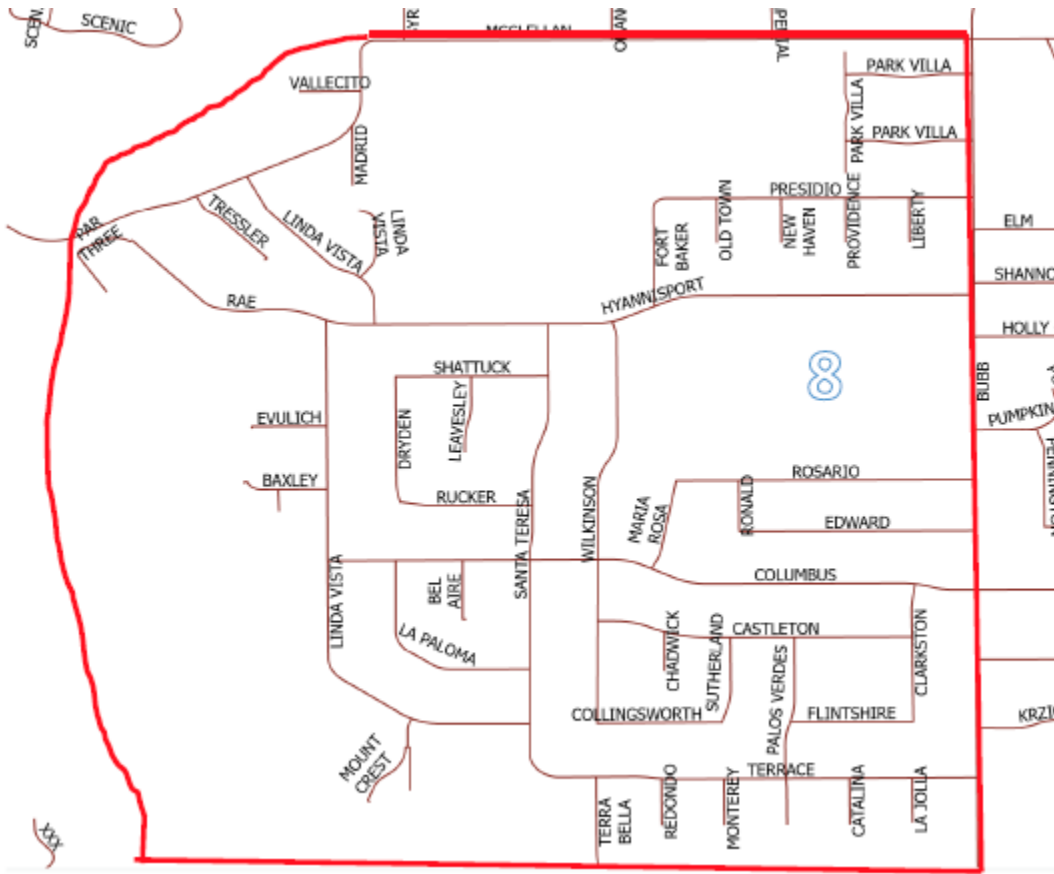 SCENIC
MCCLELLAN
VALLECITO
MADRID
PARK VILLA
PARK VILLA
PARK VILLA
PAR
THREE
TRESSLER
LINDA VISTA
LINDA
VISTA
PRESIDIO
FORT
BAKER
OLD TOWN
NEW
HAVEN
PROVIDENCE
LIBERTY
ELM
SHANNO
HYANNISPORT
RAE
HOLLY
SHATTUCK
LEAVESLEY
DRYDEN
8
BUBB
EVULICH
PUMPKIN
BAXLEY
RUCKER
SANTA TERESA
WILKINSON
MARIA
ROSA
ROSARIO
RONALD
EDWARD
LINDA VISTA
BEL
AIRE
COLUMBUS
LA PALOMA
CHADWICK
SUTHERLAND
CASTLETON
PALOS VERDES
CLARKSTON
COLLINGSWORTH
FLINTSHIRE
KRZI
MOUNT
CREST
TERRACE
TERRA
BELLA
REDONDO
MONTEREY
CATALINA
LA JOLLA
XXX